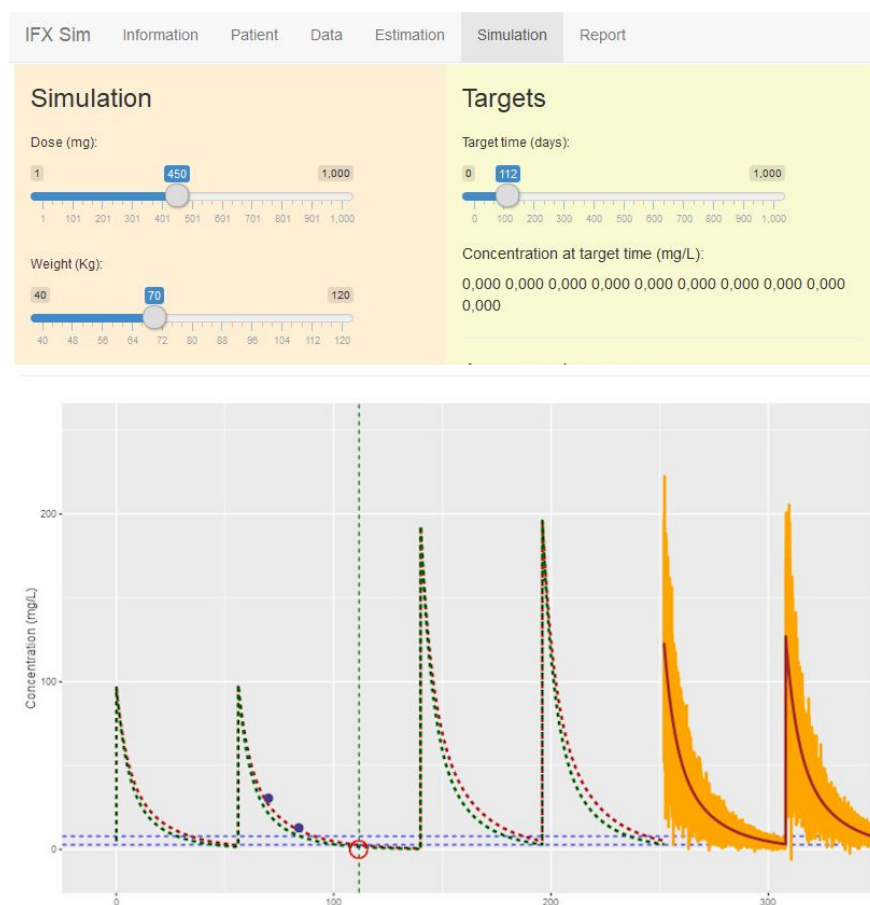 IFX Sim Information Patient Data Estimation Simulation Report
Simulation
Dose (mg):
1 450 1,000
1 101 201 301 401 501 601 701 801 901 1,000
Weight (Kg):
40 70 120
40 48 56 64 72 80 88 96 104 112 120
Targets
Target time (days):
0 112 1,000
0 100 200 300 400 500 600 700 800 900 1,000
Concentration at target time (mg/L):
0,000 0,000 0,000 0,000 0,000 0,000 0,000 0,000 0,000
0,000
Concentration (mg/L)
200
100
0
0 100 200 300